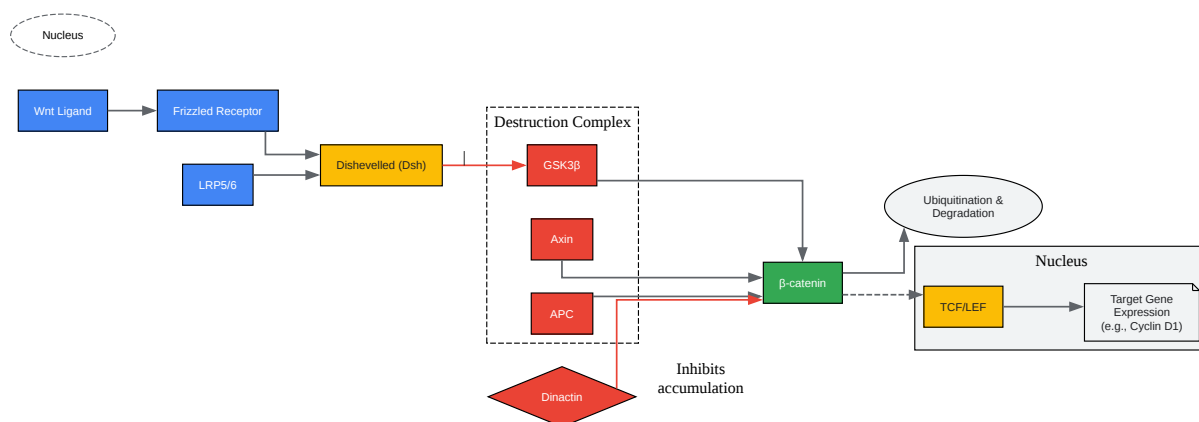 Nucleus
Wnt Ligand
Frizzled Receptor
LRP5/6
Dishevelled (Dsh)
Destruction Complex
GSK3β
Axin
APC
Dinactin
Inhibits
accumulation
β-catenin
Ubiquitination &
Degradation
Nucleus
TCF/LEF
Target Gene
Expression
(e.g., Cyclin D1)